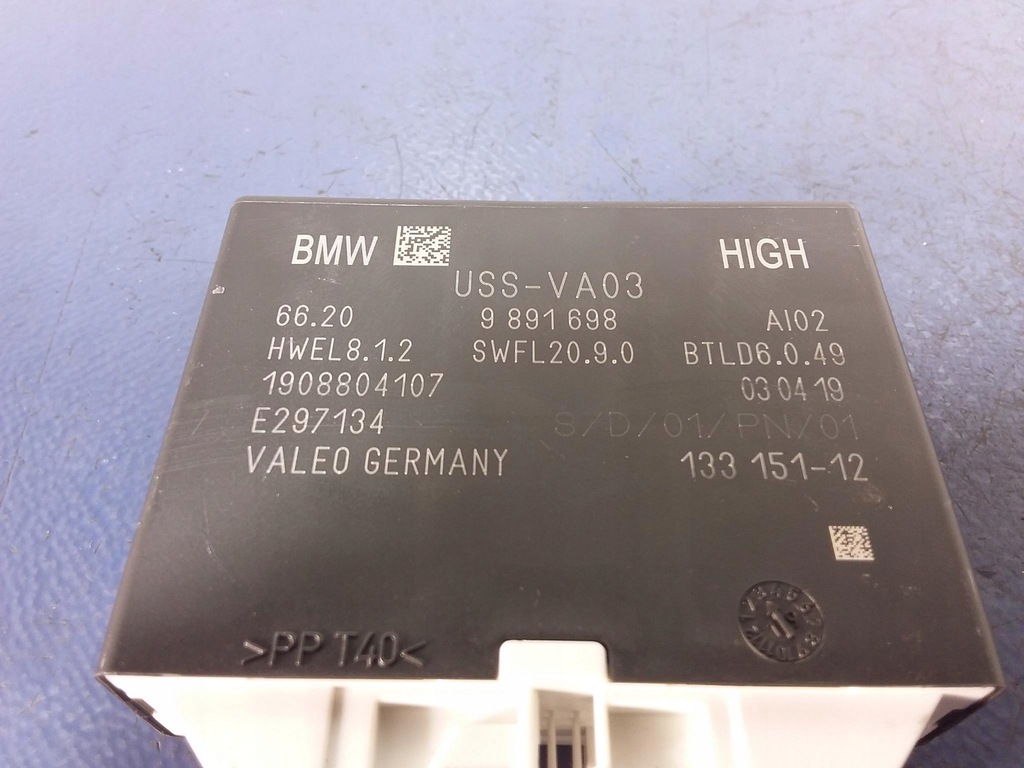 BMW HIGH
USS-VA03
66.20 9 891 698 AI02
HWEL8.1.2 SWFL20.9.0 BTLD6.0.49
1908804107 03 04 19
E297134 S/D/01/PN/01
VALEO GERMANY 133 151-12
>PP T40<